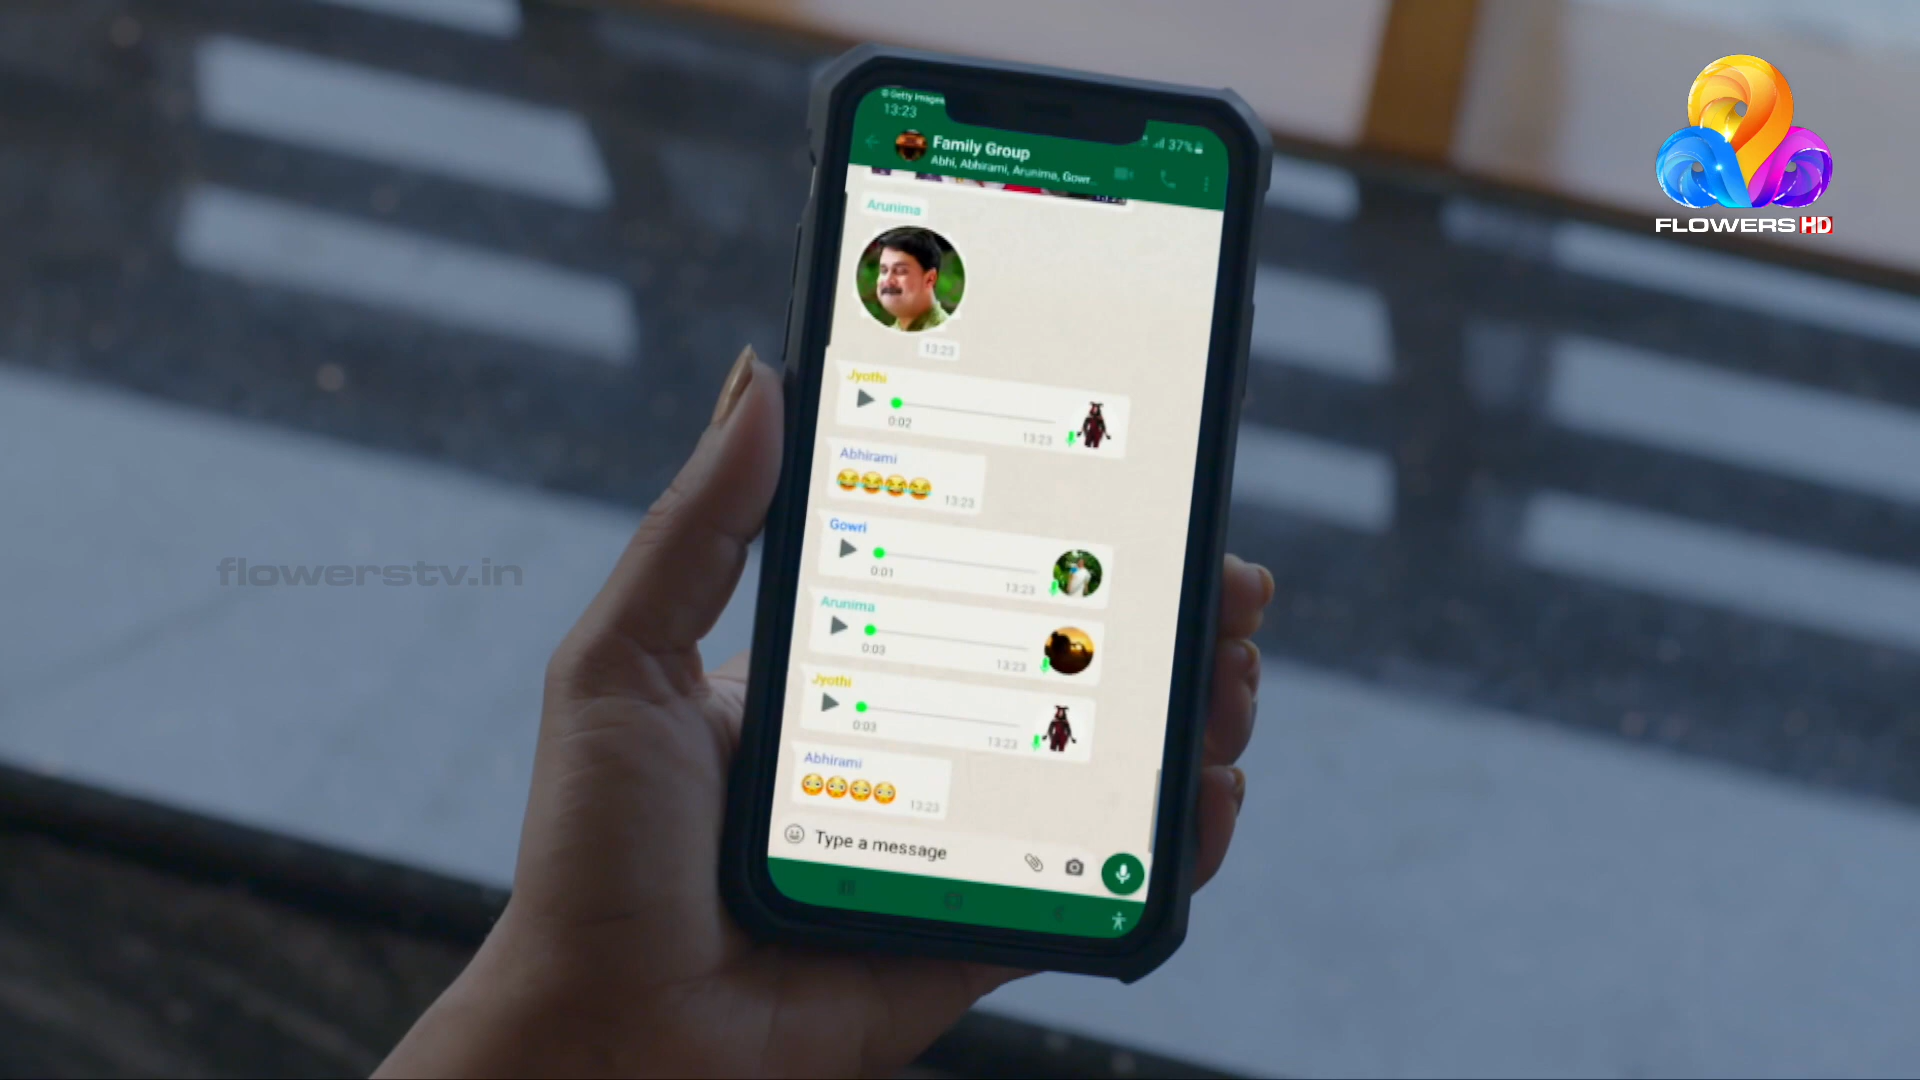 © Getty Images
13:23
37%
Family Group
Abhi, Abhirami, Arunima, Gowr...
13:23
Arunima
13:23
Jyothi
0:02
13:23
Abhirami
13:23
Gowri
0:01
13:23
Arunima
0:03
13:23
Jyothi
0:03
13:23
Abhirami
13:23
Type a message
FLOWERS HD
flowerstv.in